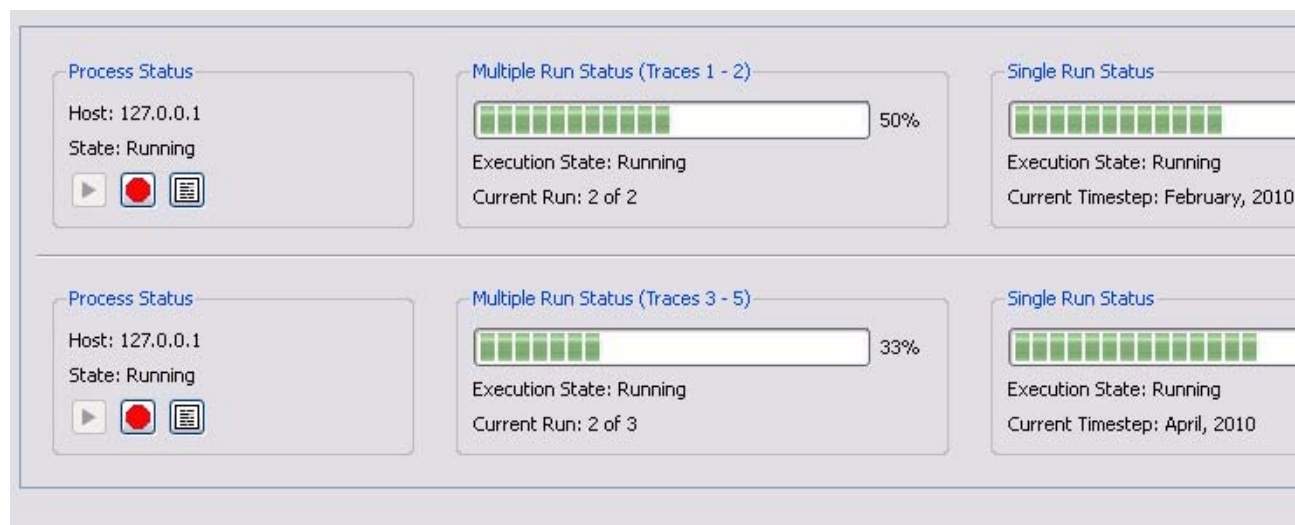 Process Status
Host: 127.0.0.1
State: Running
Multiple Run Status (Traces 1 - 2)
50%
Execution State: Running
Current Run: 2 of 2
Single Run Status
Execution State: Running
Current Timestep: February, 2010
Process Status
Host: 127.0.0.1
State: Running
Multiple Run Status (Traces 3 - 5)
33%
Execution State: Running
Current Run: 2 of 3
Single Run Status
Execution State: Running
Current Timestep: April, 2010